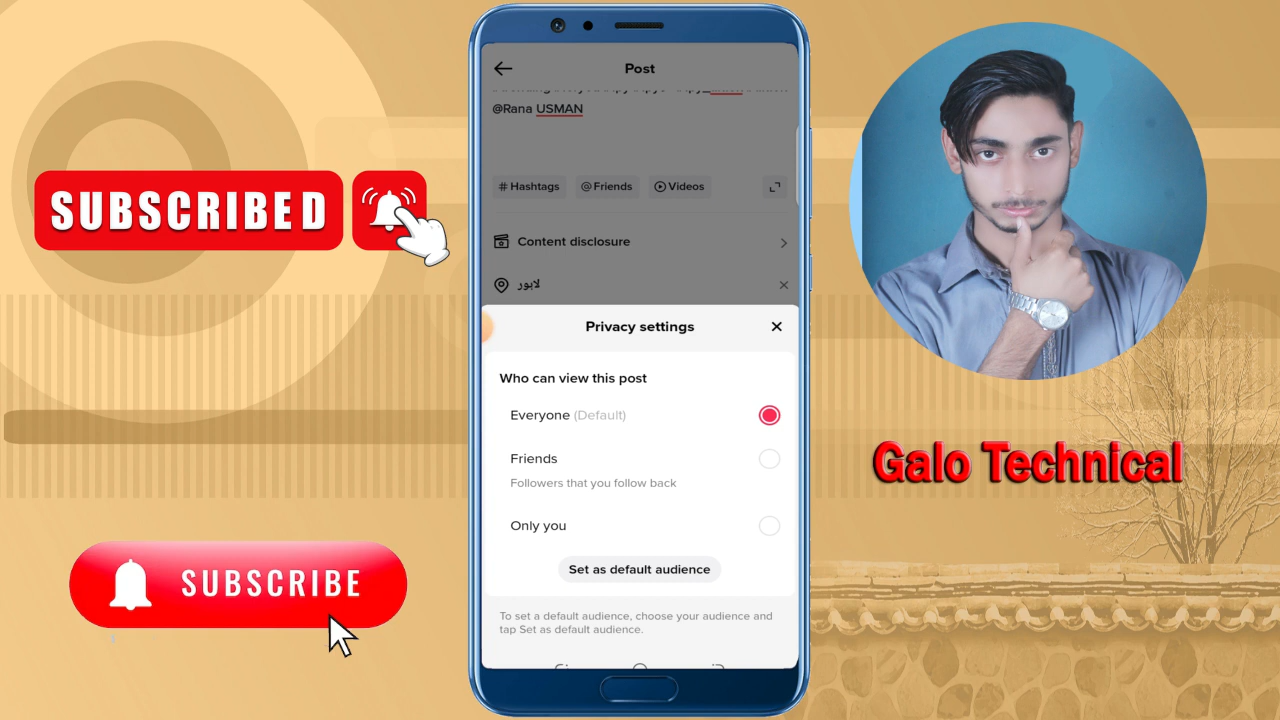 SUBSCRIBED
SUBSCRIBE
Post
@Rana USMAN
# Hashtags
@ Friends
Videos
Content disclosure
لاہور
Privacy settings
Who can view this post
Everyone (Default)
Friends
Followers that you follow back
Only you
Set as default audience
To set a default audience, choose your audience and
tap Set as default audience.
Galo Technical